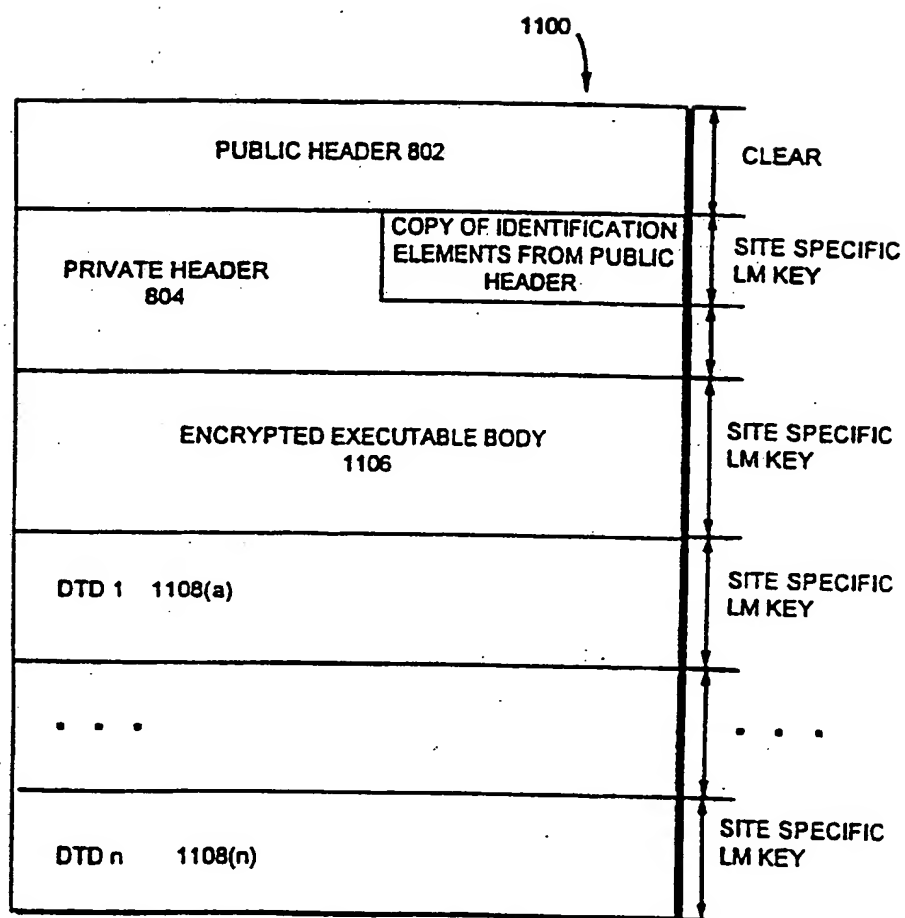 1100
PUBLIC HEADER 802
CLEAR
COPY OF IDENTIFICATION
ELEMENTS FROM PUBLIC
HEADER
PRIVATE HEADER
804
SITE SPECIFIC
LM KEY
ENCRYPTED EXECUTABLE BODY
1106
SITE SPECIFIC
LM KEY
DTD 1 1108(a)
SITE SPECIFIC
LM KEY
. . .
. . .
DTD n 1108(n)
SITE SPECIFIC
LM KEY